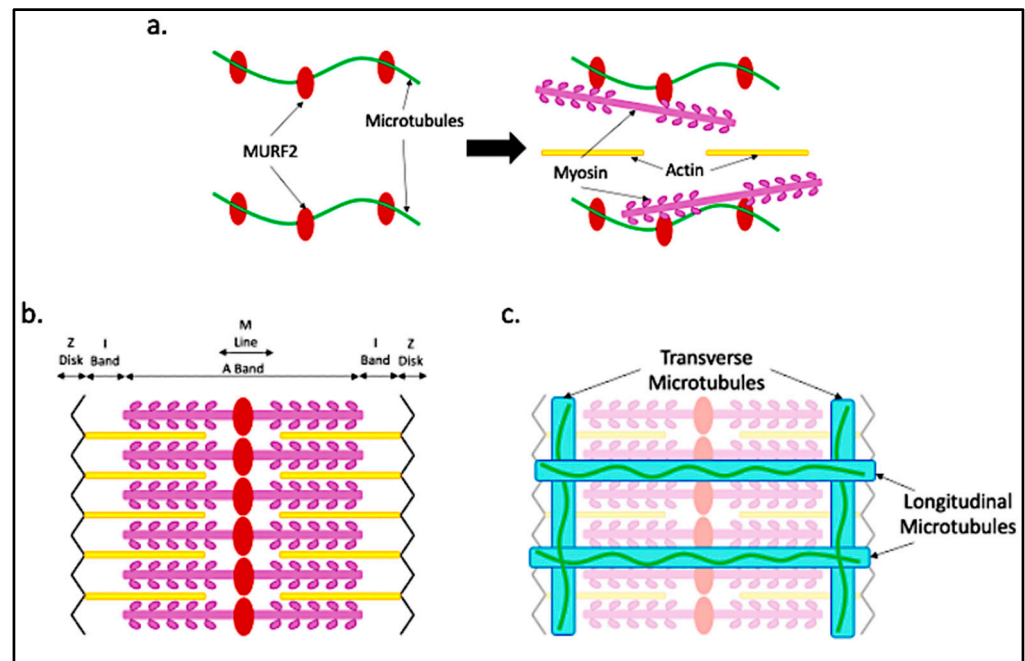 a.
Microtubules
MURF2
Myosin
Actin
b.
Z
Disk
I
Band
M
Line
A Band
I
Band
Z
Disk
c.
Transverse
Microtubules
Longitudinal
Microtubules